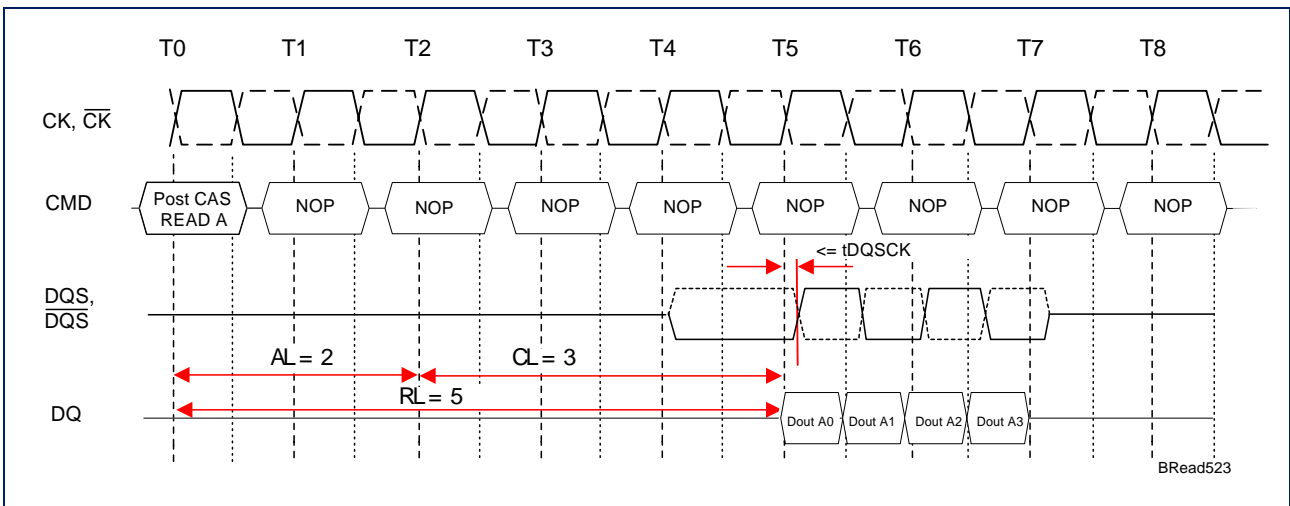 T0 T1 T2 T3 T4 T5 T6 T7 T8
CK, C̅K̅
CMD
Post CAS
READ A
NOP NOP NOP NOP NOP NOP NOP NOP
<= tDQSCK
DQS,
D̅Q̅S̅
AL = 2
CL = 3
RL = 5
DQ
Dout A0 Dout A1 Dout A2 Dout A3
BRead523